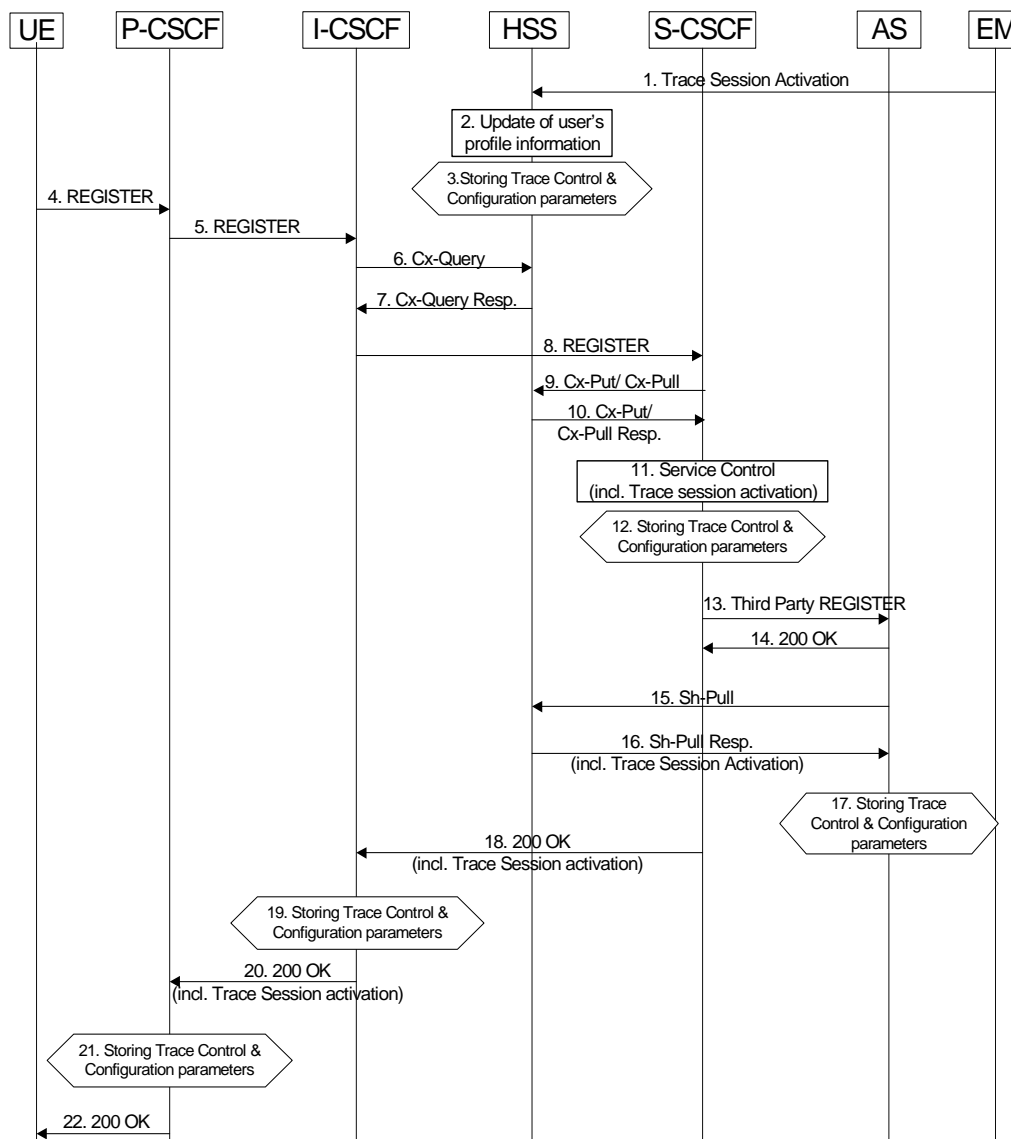 UE
P-CSCF
I-CSCF
HSS
S-CSCF
AS
EM
1. Trace Session Activation
2. Update of user's
profile information
3.Storing Trace Control &
Configuration parameters
4. REGISTER
5. REGISTER
6. Cx-Query
7. Cx-Query Resp.
8. REGISTER
9. Cx-Put/ Cx-Pull
10. Cx-Put/
Cx-Pull Resp.
11. Service Control
(incl. Trace session activation)
12. Storing Trace Control &
Configuration parameters
13. Third Party REGISTER
14. 200 OK
15. Sh-Pull
16. Sh-Pull Resp.
(incl. Trace Session Activation)
17. Storing Trace
Control & Configuration
parameters
18. 200 OK
(incl. Trace Session activation)
19. Storing Trace Control &
Configuration parameters
20. 200 OK
(incl. Trace Session activation)
21. Storing Trace Control &
Configuration parameters
22. 200 OK